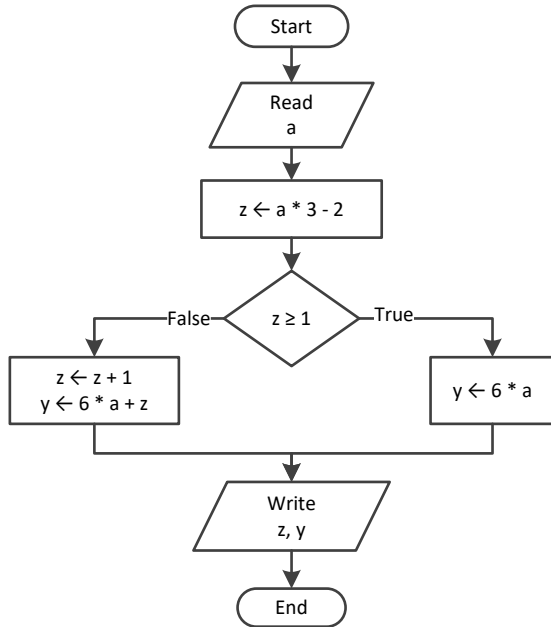 Start
Read
a
z ← a * 3 - 2
z ≥ 1
False
True
z ← z + 1
y ← 6 * a + z
y ← 6 * a
Write
z, y
End